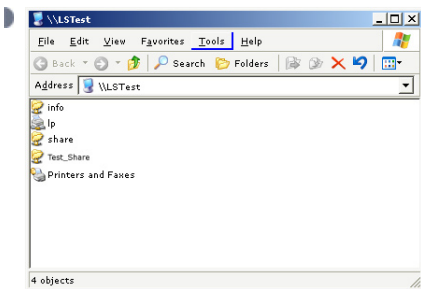 \\LSTest
File Edit View Favorites Tools Help
Back Search Folders
Address \\LSTest
info
lp
share
Test_Share
Printers and Faxes
4 objects